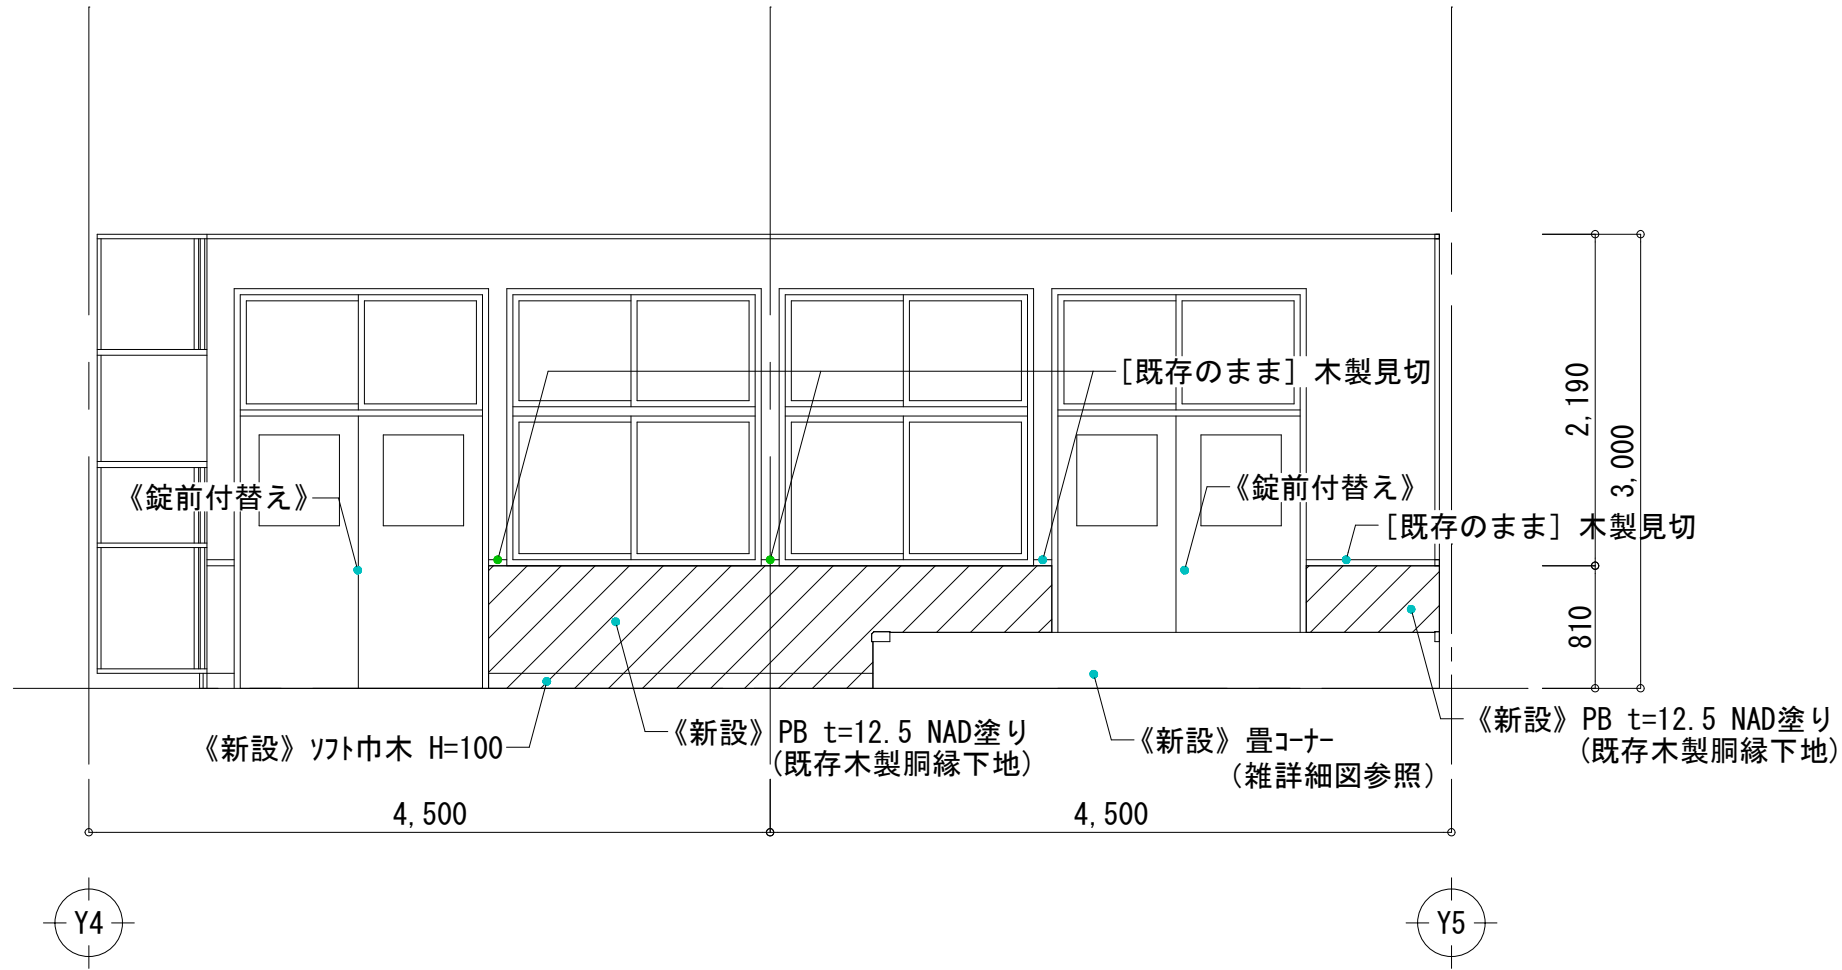 [既存のまま] 木製見切
2,190
3,000
《錠前付替え》
《錠前付替え》
[既存のまま] 木製見切
810
《新設》 ｿﾌﾄ巾木 H=100
《新設》 PB t=12.5 NAD塗り
(既存木製胴縁下地)
《新設》 畳ｺｰﾅｰ
(雑詳細図参照)
《新設》 PB t=12.5 NAD塗り
(既存木製胴縁下地)
4,500
4,500
Y4
Y5